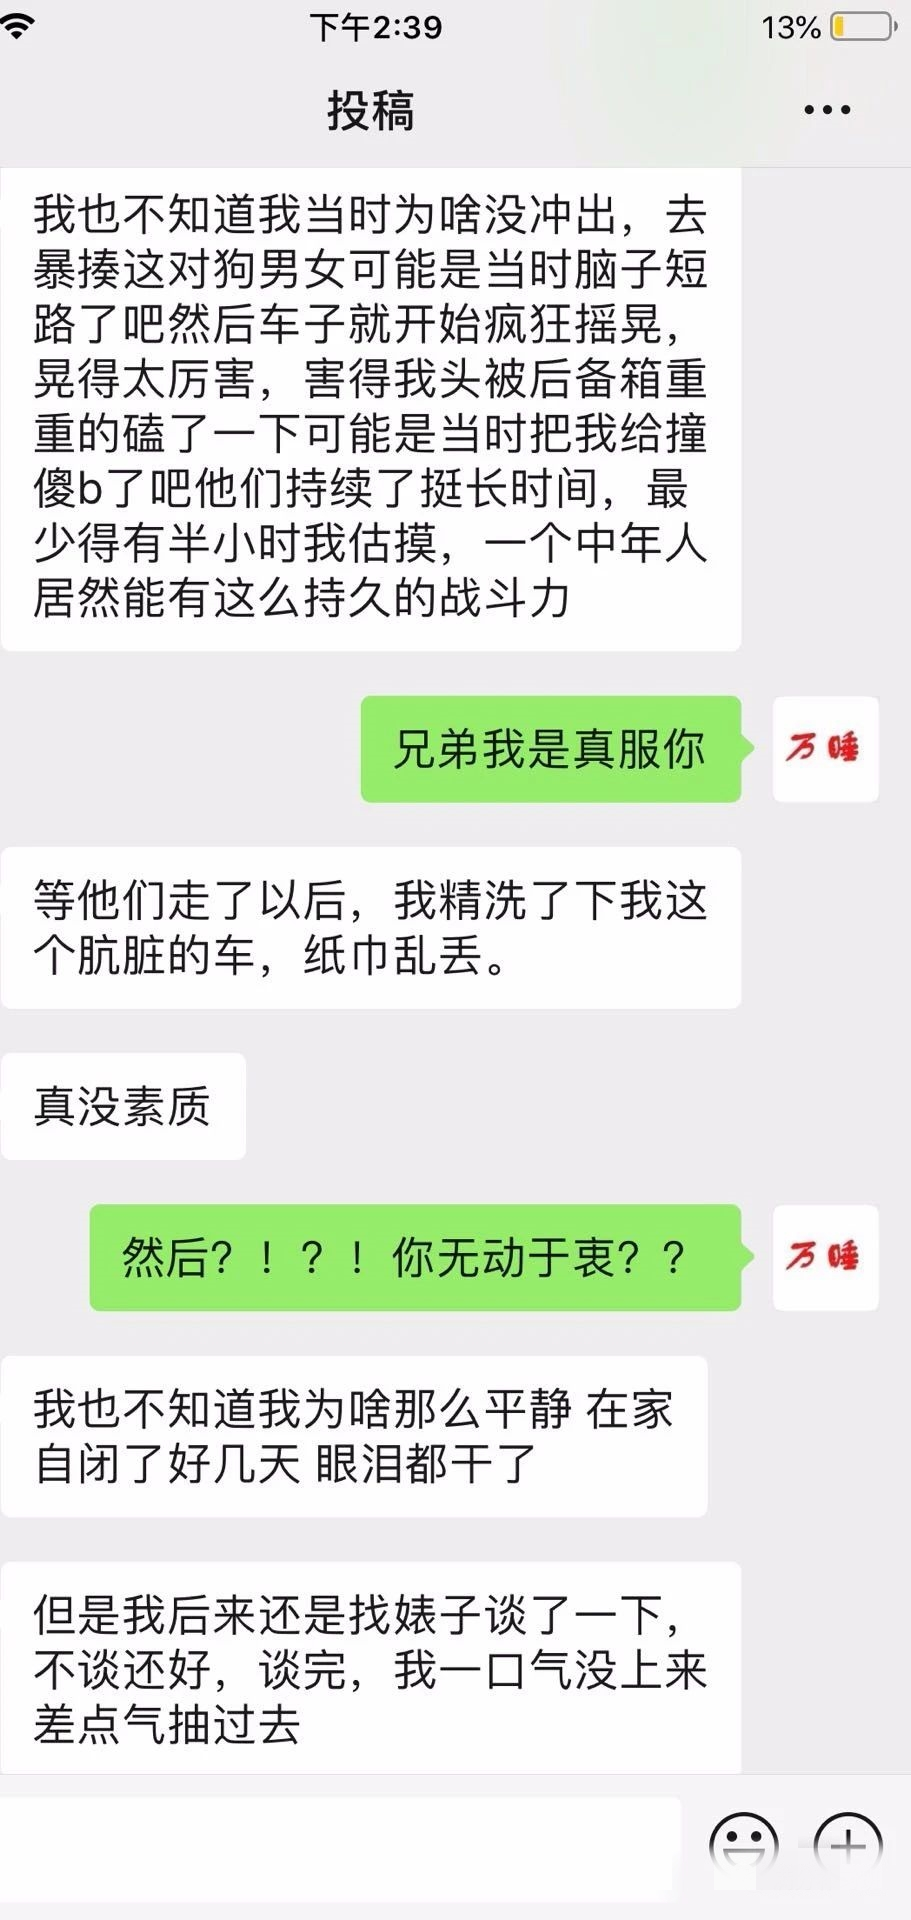 下午2:39
13%
投稿
我也不知道我当时为啥没冲出，去
暴揍这对狗男女可能是当时脑子短
路了吧然后车子就开始疯狂摇晃，
晃得太厉害，害得我头被后备箱重
重的磕了一下可能是当时把我给撞
傻b了吧他们持续了挺长时间，最
少得有半小时我估摸，一个中年人
居然能有这么持久的战斗力
兄弟我是真服你
万睡
等他们走了以后，我精洗了下我这
个肮脏的车，纸巾乱丢。
真没素质
然后？！？！你无动于衷？？
万睡
我也不知道我为啥那么平静 在家
自闭了好几天 眼泪都干了
但是我后来还是找婊子谈了一下，
不谈还好，谈完，我一口气没上来
差点气抽过去